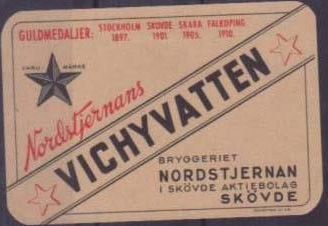 GULDMEDALJER: STOCKHOLM 1897. SKÖVDE 1901. SKARA 1905. FALKÖPING 1910.
VARU MÄRKE
Nordstjernans
VICHYVATTEN
BRYGGERIET
NORDSTJERNAN
I SKÖVDE AKTIEBOLAG
SKÖVDE